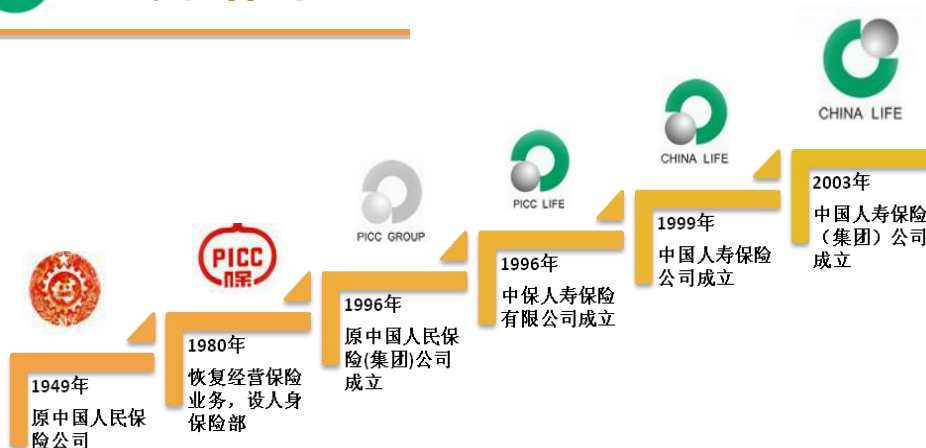 CHINA LIFE
CHINA LIFE
PICC LIFE
PICC GROUP
PICC
保
2003年
中国人寿保险
（集团）公司
成立
1999年
中国人寿保险
公司成立
1996年
中保人寿保险
有限公司成立
1996年
原中国人民保
险(集团)公司
成立
1980年
恢复经营保险
业务，设人身
保险部
1949年
原中国人民保
险公司